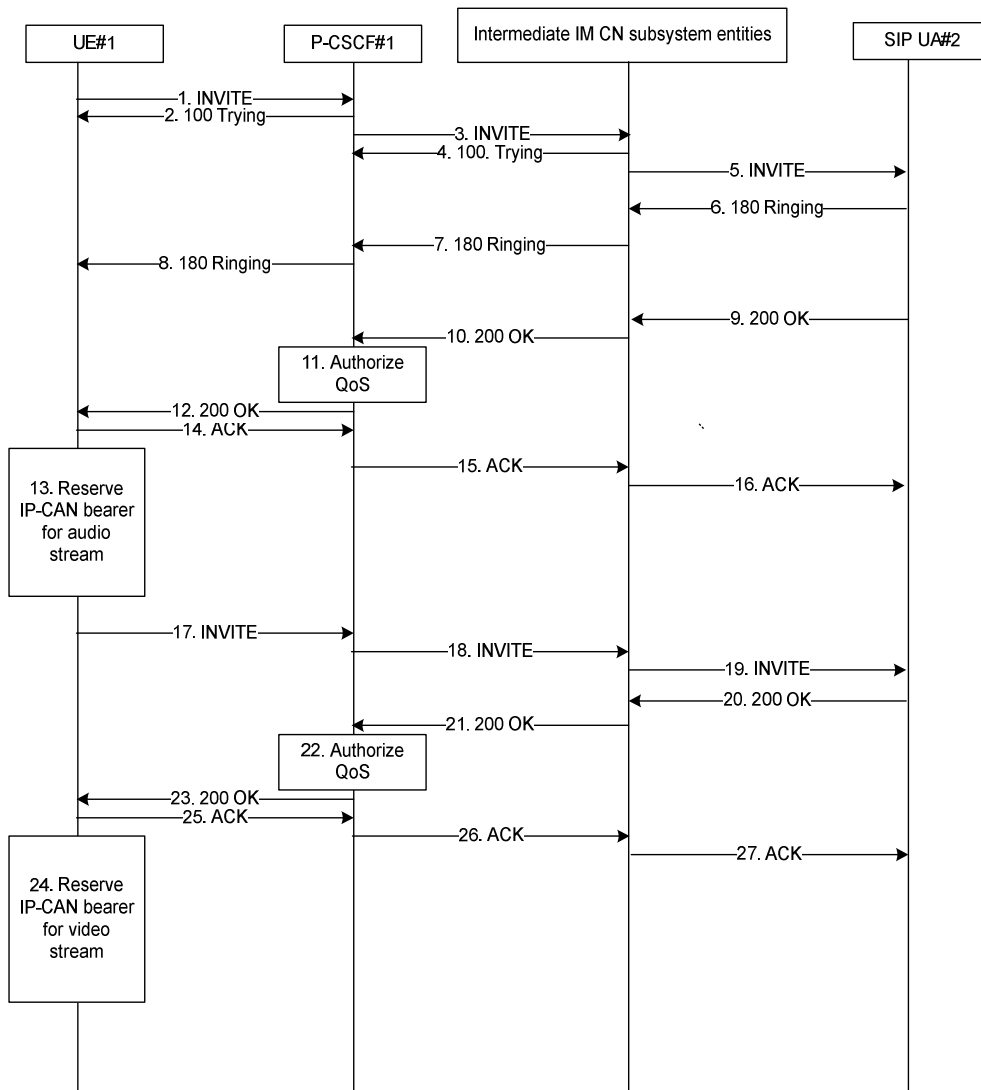 UE#1
P-CSCF#1
Intermediate IM CN subsystem entities
SIP UA#2
1. INVITE
2. 100 Trying
3. INVITE
4. 100. Trying
5. INVITE
6. 180 Ringing
7. 180 Ringing
8. 180 Ringing
9. 200 OK
10. 200 OK
11. Authorize
QoS
12. 200 OK
14. ACK
15. ACK
16. ACK
13. Reserve
IP-CAN bearer
for audio
stream
17. INVITE
18. INVITE
19. INVITE
20. 200 OK
21. 200 OK
22. Authorize
QoS
23. 200 OK
25. ACK
26. ACK
27. ACK
24. Reserve
IP-CAN bearer
for video
stream